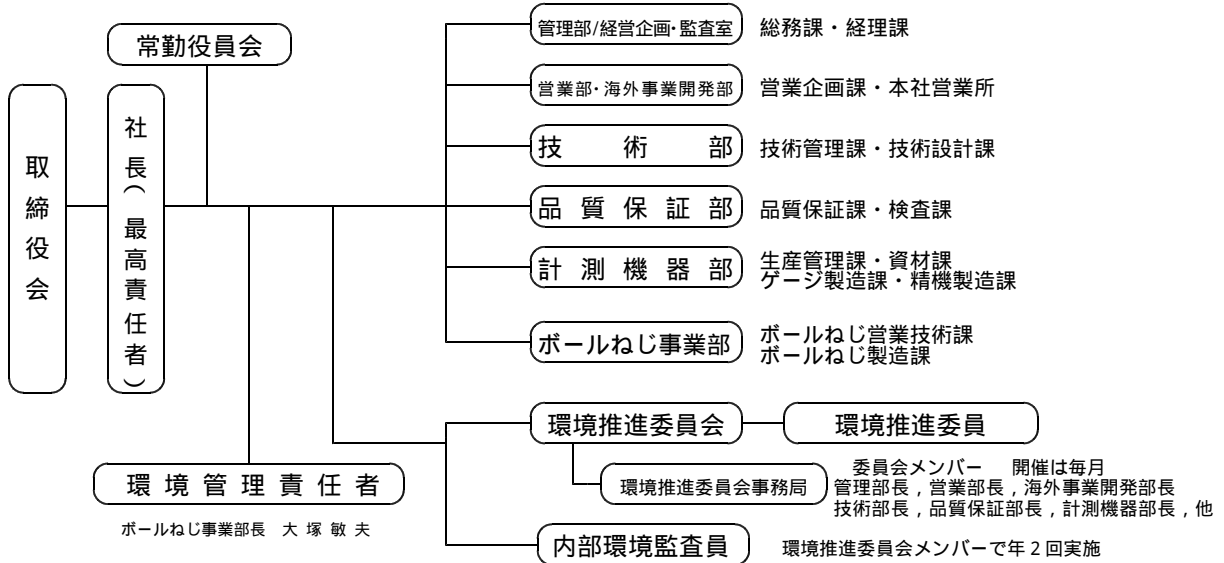 常勤役員会
取締役会
社長(最高責任者)
管理部/経営企画・監査室 総務課・経理課
営業部・海外事業開発部 営業企画課・本社営業所
技術部 技術管理課・技術設計課
品質保証部 品質保証課・検査課
計測機器部 生産管理課・資材課
ゲージ製造課・精機製造課
ボールねじ事業部 ボールねじ営業技術課
ボールねじ製造課
環境管理責任者
ボールねじ事業部長 大塚敏夫
環境推進委員会 環境推進委員
環境推進委員会事務局 委員会メンバー 開催は毎月
管理部長,営業部長,海外事業開発部長
技術部長,品質保証部長,計測機器部長,他
内部環境監査員 環境推進委員会メンバーで年2回実施